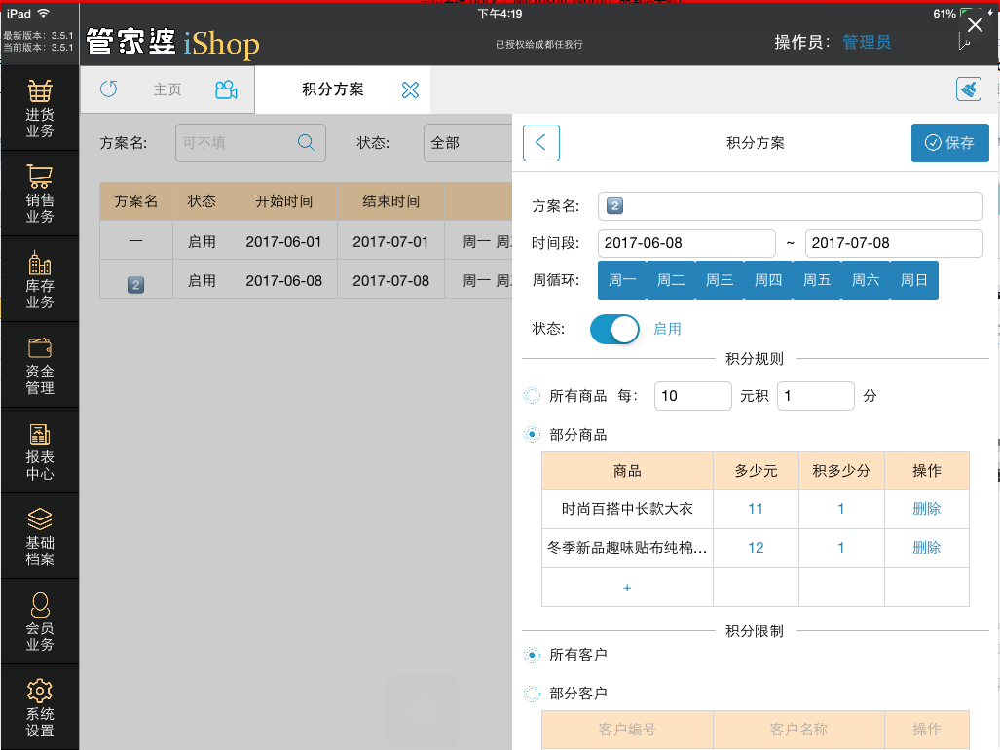 iPad 下午4:19 61%
最新版本: 3.5.1
当前版本: 3.5.1
管家婆 iShop
已授权给成都任我行
操作员: 管理员
进货
业务
销售
业务
库存
业务
资金
管理
报表
中心
基础
档案
会员
业务
系统
设置
主页
积分方案
方案名: 可不填 状态: 全部
方案名 状态 开始时间 结束时间
一 启用 2017-06-01 2017-07-01 周一 周
2 启用 2017-06-08 2017-07-08 周一 周
积分方案
保存
方案名: 2
时间段: 2017-06-08 ~ 2017-07-08
周循环: 周一 周二 周三 周四 周五 周六 周日
状态: 启用
积分规则
所有商品 每: 10 元积 1 分
部分商品
商品 多少元 积多少分 操作
时尚百搭中长款大衣 11 1 删除
冬季新品趣味贴布纯棉... 12 1 删除
+
积分限制
所有客户
部分客户
客户编号 客户名称 操作